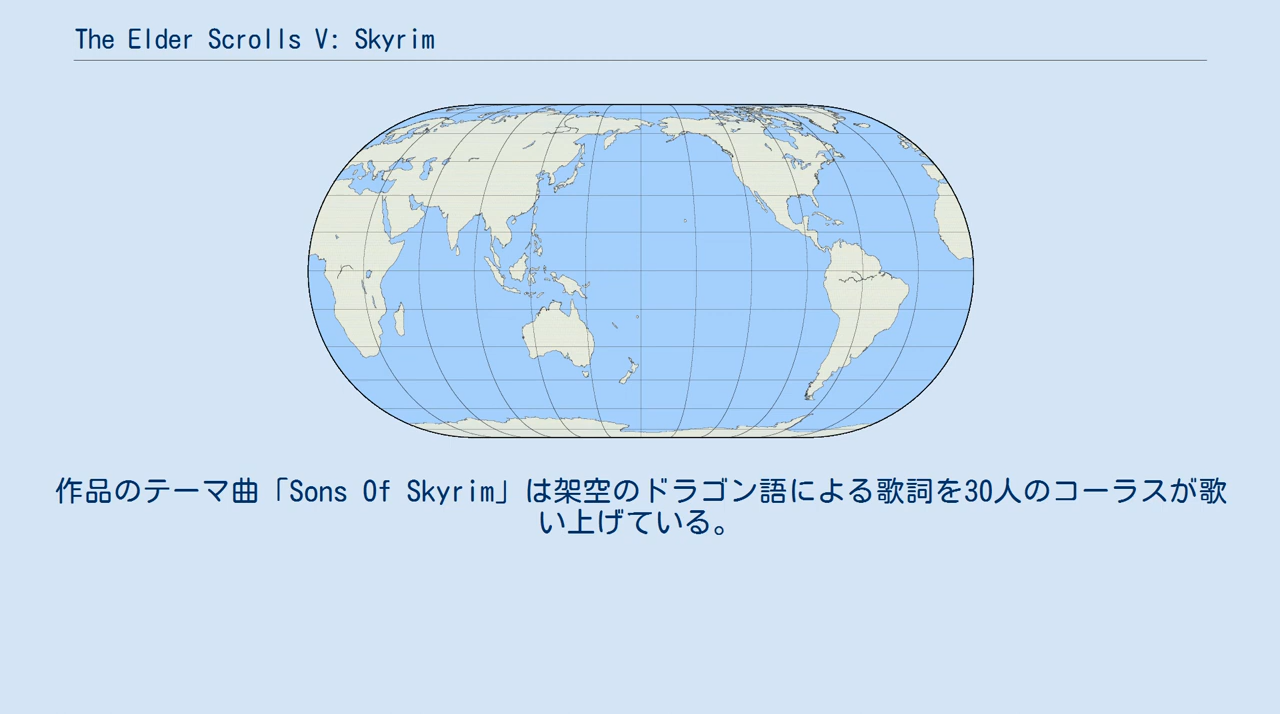 The Elder Scrolls V: Skyrim
作品のテーマ曲「Sons Of Skyrim」は架空のドラゴン語による歌詞を30人のコーラスが歌
い上げている。